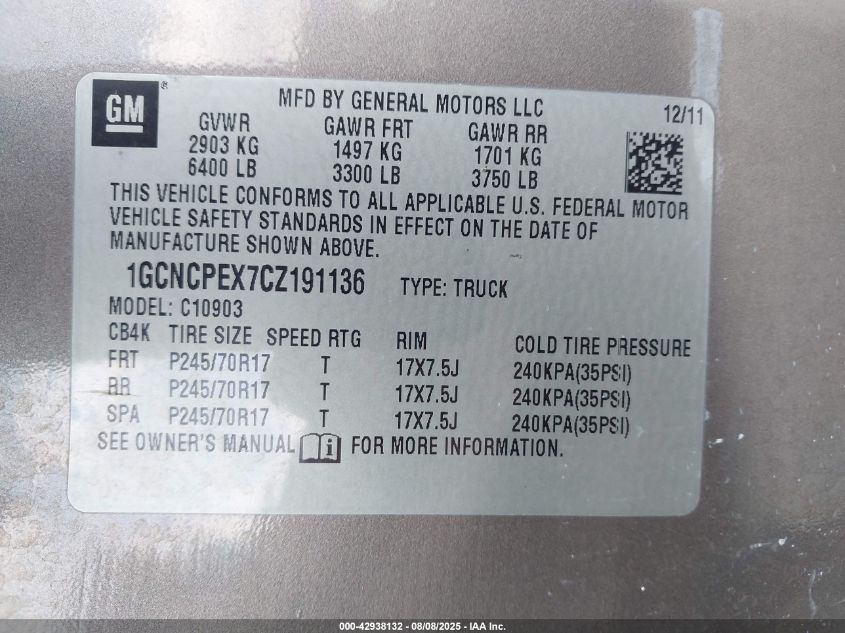 GM
MFD BY GENERAL MOTORS LLC 12/11
GVWR GAWR FRT GAWR RR
2903 KG 1497 KG 1701 KG
6400 LB 3300 LB 3750 LB
THIS VEHICLE CONFORMS TO ALL APPLICABLE U.S. FEDERAL MOTOR
VEHICLE SAFETY STANDARDS IN EFFECT ON THE DATE OF
MANUFACTURE SHOWN ABOVE.
1GCNCPEX7CZ191136 TYPE: TRUCK
MODEL: C10903
CB4K TIRE SIZE SPEED RTG RIM COLD TIRE PRESSURE
FRT P245/70R17 T 17X7.5J 240KPA(35PSI)
RR P245/70R17 T 17X7.5J 240KPA(35PSI)
SPA P245/70R17 T 17X7.5J 240KPA(35PSI)
SEE OWNER'S MANUAL i FOR MORE INFORMATION.
000-42938132 - 08/08/2025 - IAA Inc.